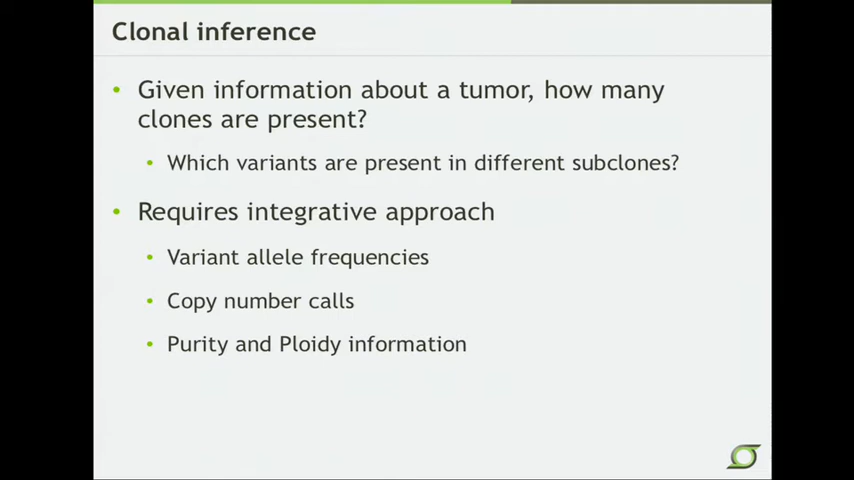 Clonal inference
• Given information about a tumor, how many
clones are present?
• Which variants are present in different subclones?
• Requires integrative approach
• Variant allele frequencies
• Copy number calls
• Purity and Ploidy information